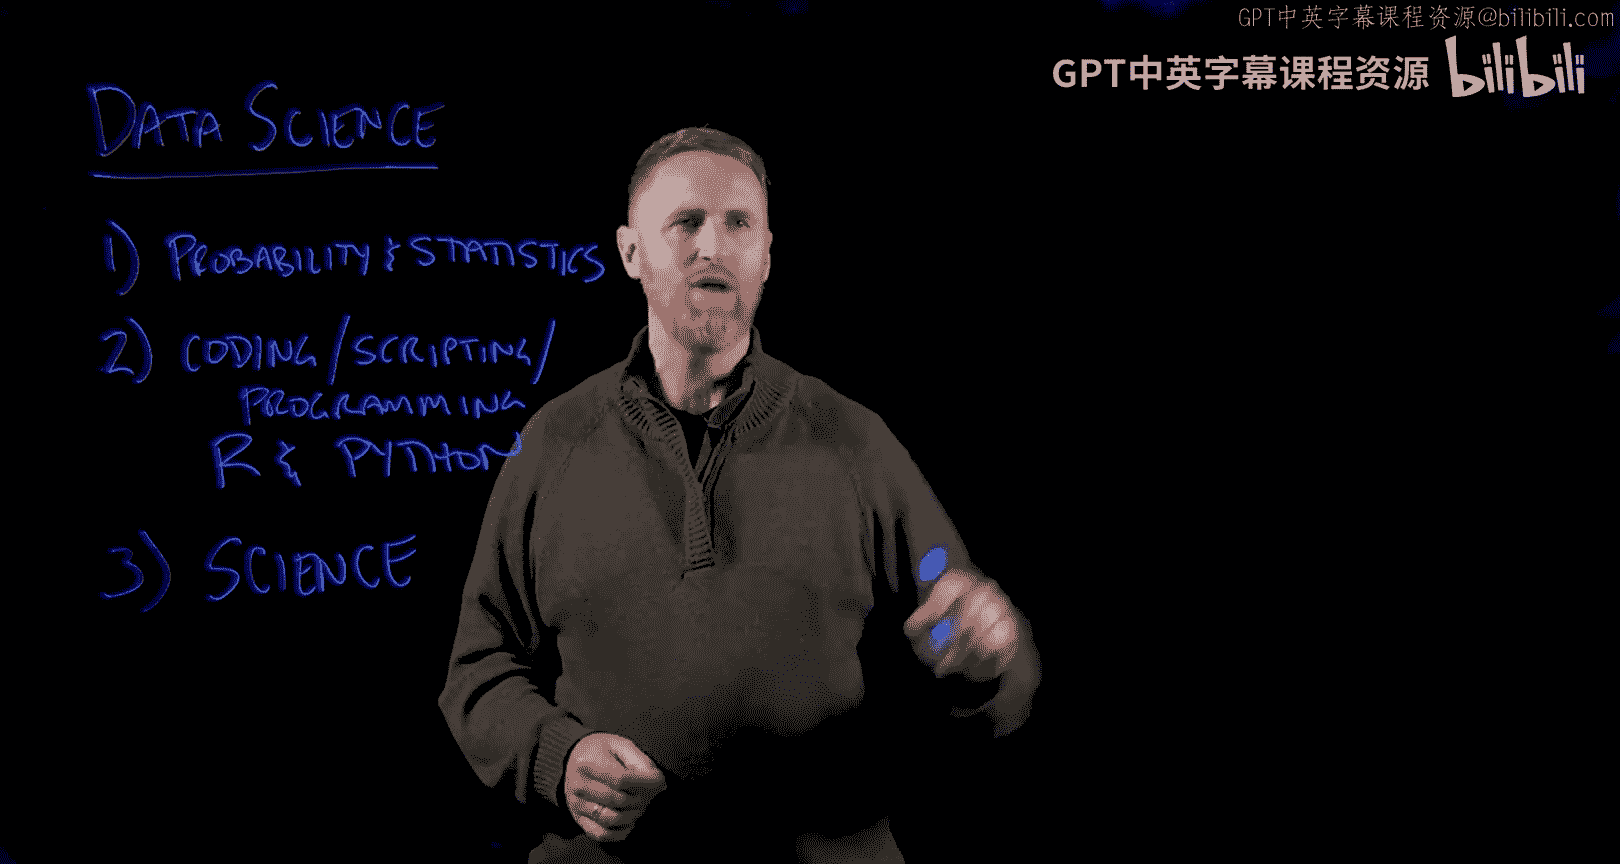 GPT中英字幕课程资源@bilibili.com
GPT中英字幕课程资源 bilibili
DATA SCIENCE
1) PROBABILITY & STATISTICS
2) CODING/SCRIPTING/
PROGRAMMING
R & PYTHON
3) SCIENCE